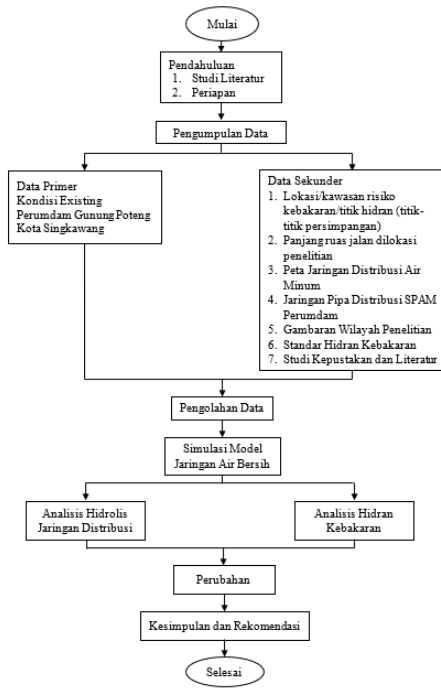 Mulai
Pendahuluan
1. Studi Literatur
2. Periapan
Pengumpulan Data
Data Primer
Kondisi Existing
Perumdam Gunung Poteng
Kota Singkawang
Data Sekunder
1. Lokasi/kawasan risiko
kebakaran/titik hidran (titik-
titik persimpangan)
2. Panjang ruas jalan dilokasi
penelitian
3. Peta Jaringan Distribusi Air
Minum
4. Jaringan Pipa Distribusi SPAM
Perumdam
5. Gambaran Wilayah Penelitian
6. Standar Hidran Kebakaran
7. Studi Kepustakan dan Literatur
Pengolahan Data
Simulasi Model
Jaringan Air Bersih
Analisis Hidrolis
Jaringan Distribusi
Analisis Hidran
Kebakaran
Perubahan
Kesimpulan dan Rekomendasi
Selesai